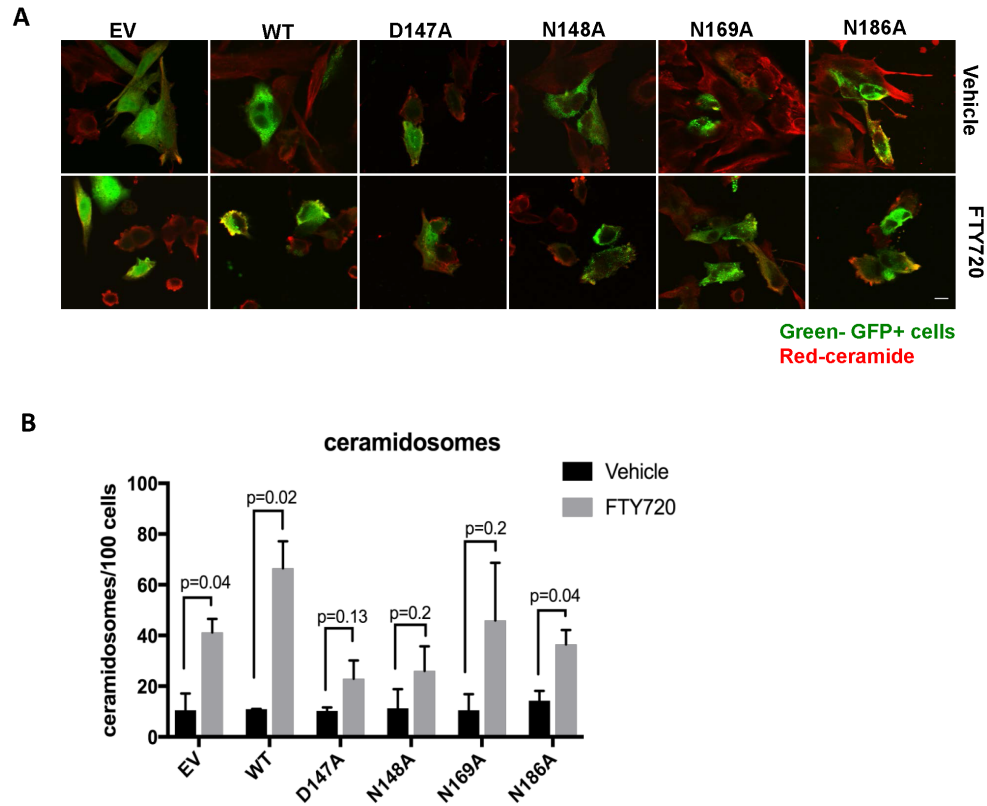 A
EV WT D147A N148A N169A N186A
Vehicle
FTY720
Green- GFP+ cells
Red-ceramide
B
ceramidosomes
Vehicle
FTY720
ceramidosomes/100 cells
100
80
60
40
20
0
p=0.04
p=0.02
p=0.13
p=0.2
p=0.2
p=0.04
EV WT D147A N148A N169A N186A